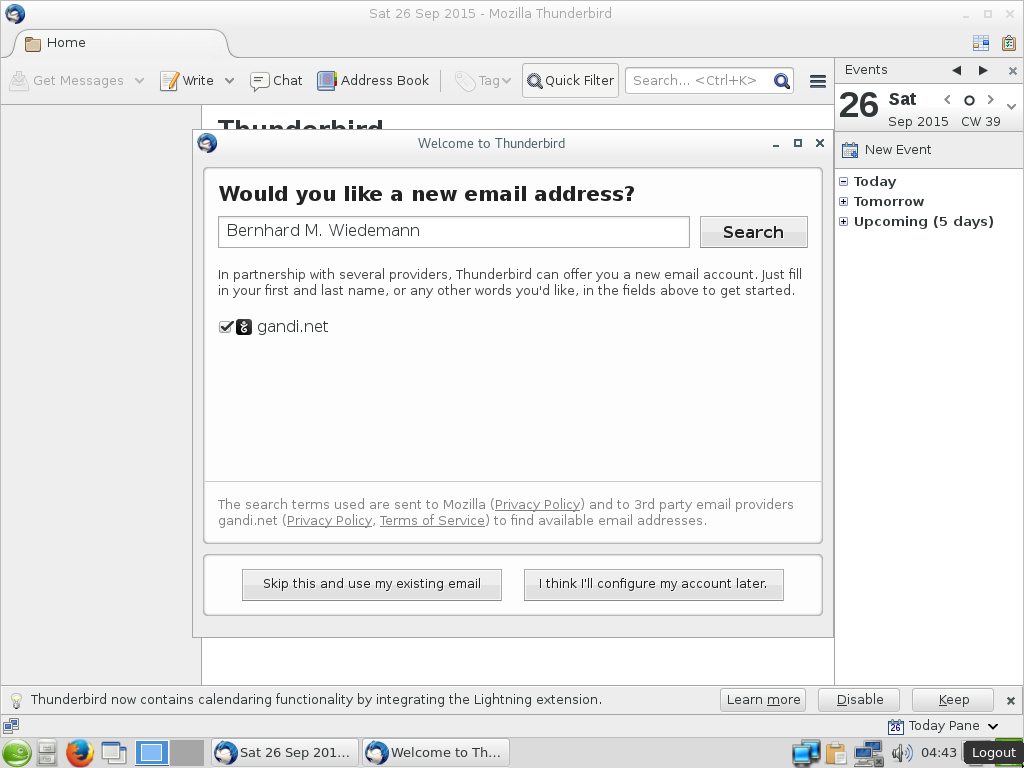 Sat 26 Sep 2015 - Mozilla Thunderbird
Home
Get Messages
Write
Chat
Address Book
Tag
Quick Filter
Search... <Ctrl+K>
Events
26
Sat
Sep 2015
CW 39
New Event
Today
Tomorrow
Upcoming (5 days)
Thunderbird
Welcome to Thunderbird
Would you like a new email address?
Bernhard M. Wiedemann
Search
In partnership with several providers, Thunderbird can offer you a new email account. Just fill
in your first and last name, or any other words you'd like, in the fields above to get started.
gandi.net
The search terms used are sent to Mozilla (Privacy Policy) and to 3rd party email providers
gandi.net (Privacy Policy, Terms of Service) to find available email addresses.
Skip this and use my existing email
I think I'll configure my account later.
Thunderbird now contains calendaring functionality by integrating the Lightning extension.
Learn more
Disable
Keep
26
Today Pane
Sat 26 Sep 201...
Welcome to Th...
04:43
Logout